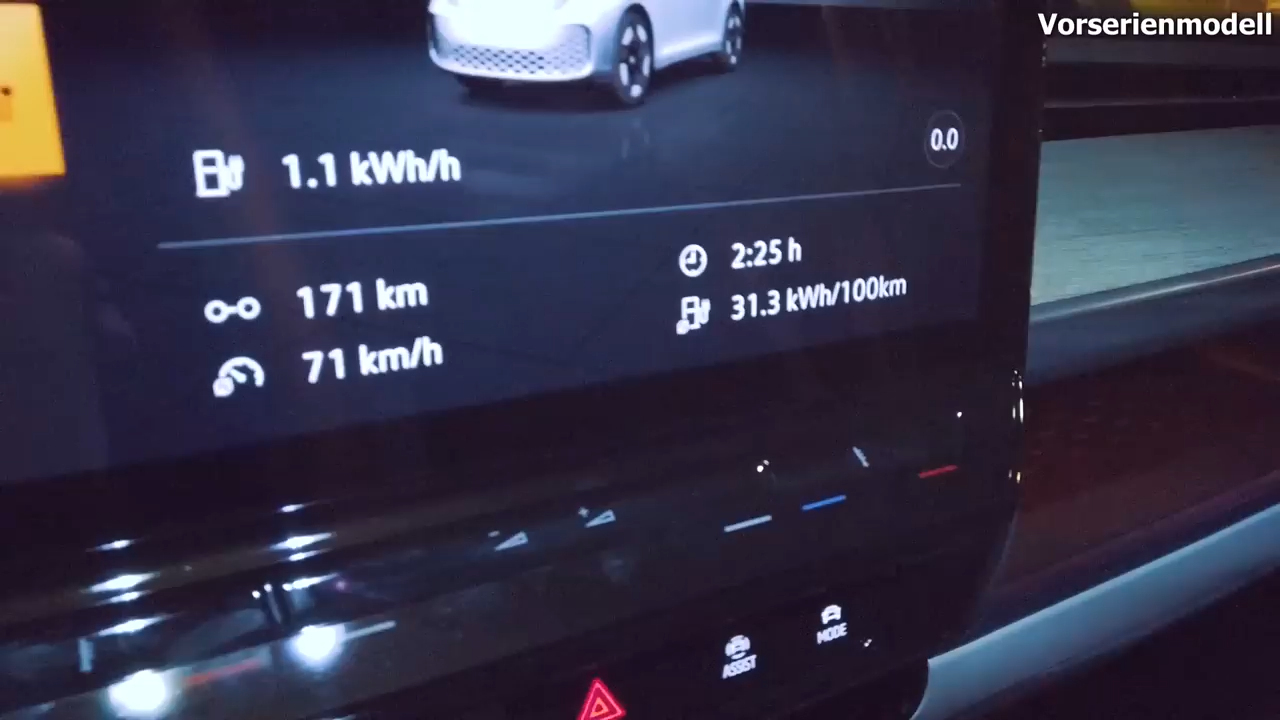 Vorserienmodell
1.1 kWh/h
0.0
171 km
2:25 h
71 km/h
31.3 kWh/100km
ASSIST
MODE